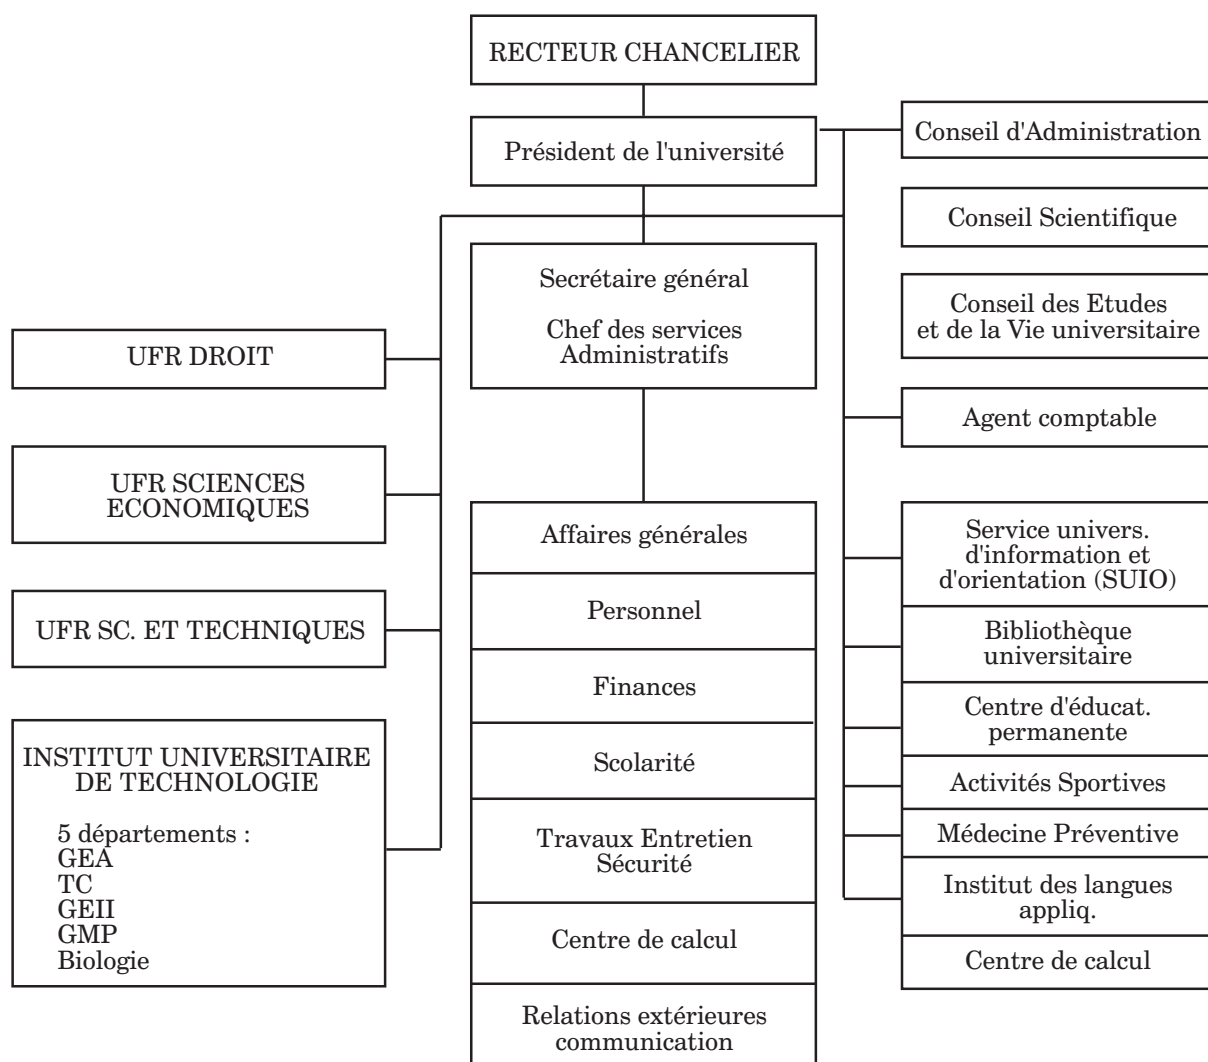 RECTEUR CHANCELIER
Président de l'université
Conseil d'Administration
Conseil Scientifique
Secrétaire général
Chef des services
Administratifs
Conseil des Etudes
et de la Vie universitaire
UFR DROIT
Agent comptable
UFR SCIENCES
ECONOMIQUES
UFR SC. ET TECHNIQUES
INSTITUT UNIVERSITAIRE
DE TECHNOLOGIE
5 départements :
GEA
TC
GEII
GMP
Biologie
Affaires générales
Personnel
Finances
Scolarité
Travaux Entretien
Sécurité
Centre de calcul
Relations extérieures
communication
Service univers.
d'information et
d'orientation (SUIO)
Bibliothèque
universitaire
Centre d'éducat.
permanente
Activités Sportives
Médecine Préventive
Institut des langues
appliq.
Centre de calcul